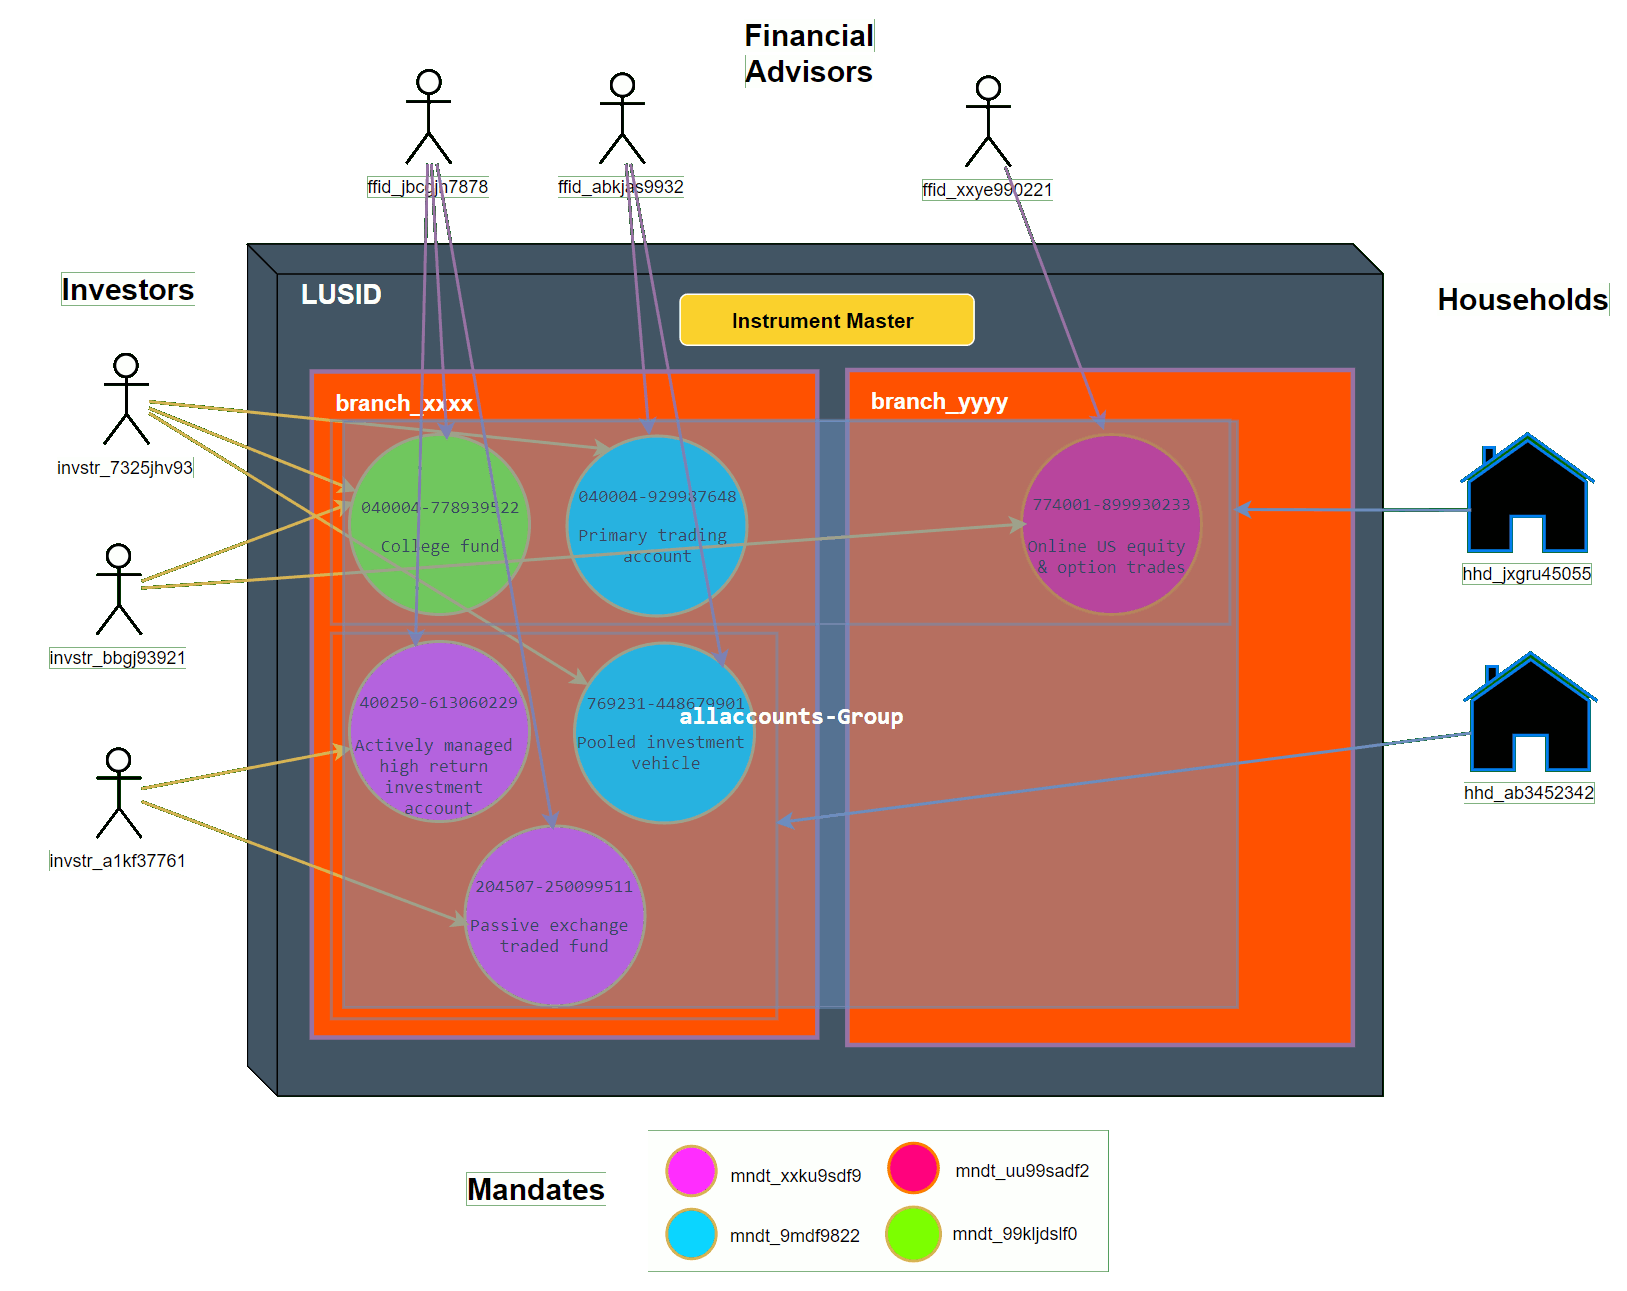 Financial
Advisors
ffid_jbcgjh7878
ffid_abkjas9932
ffid_xxye990221
Investors
LUSID
Instrument Master
Households
branch_xxxx
branch_yyyy
invstr_7325jhv93
040004-778939522
College fund
040004-929987648
Primary trading
account
774001-899930233
Online US equity
& option trades
hhd_jxgru45055
invstr_bbgj93921
400250-613060229
Actively managed
high return
investment
account
769231-448679901
allaccounts-Group
Pooled investment
vehicle
hhd_ab3452342
invstr_a1kf37761
204507-250099511
Passive exchange
traded fund
Mandates
mndt_xxku9sdf9
mndt_uu99sadf2
mndt_9mdf9822
mndt_99kljdslf0